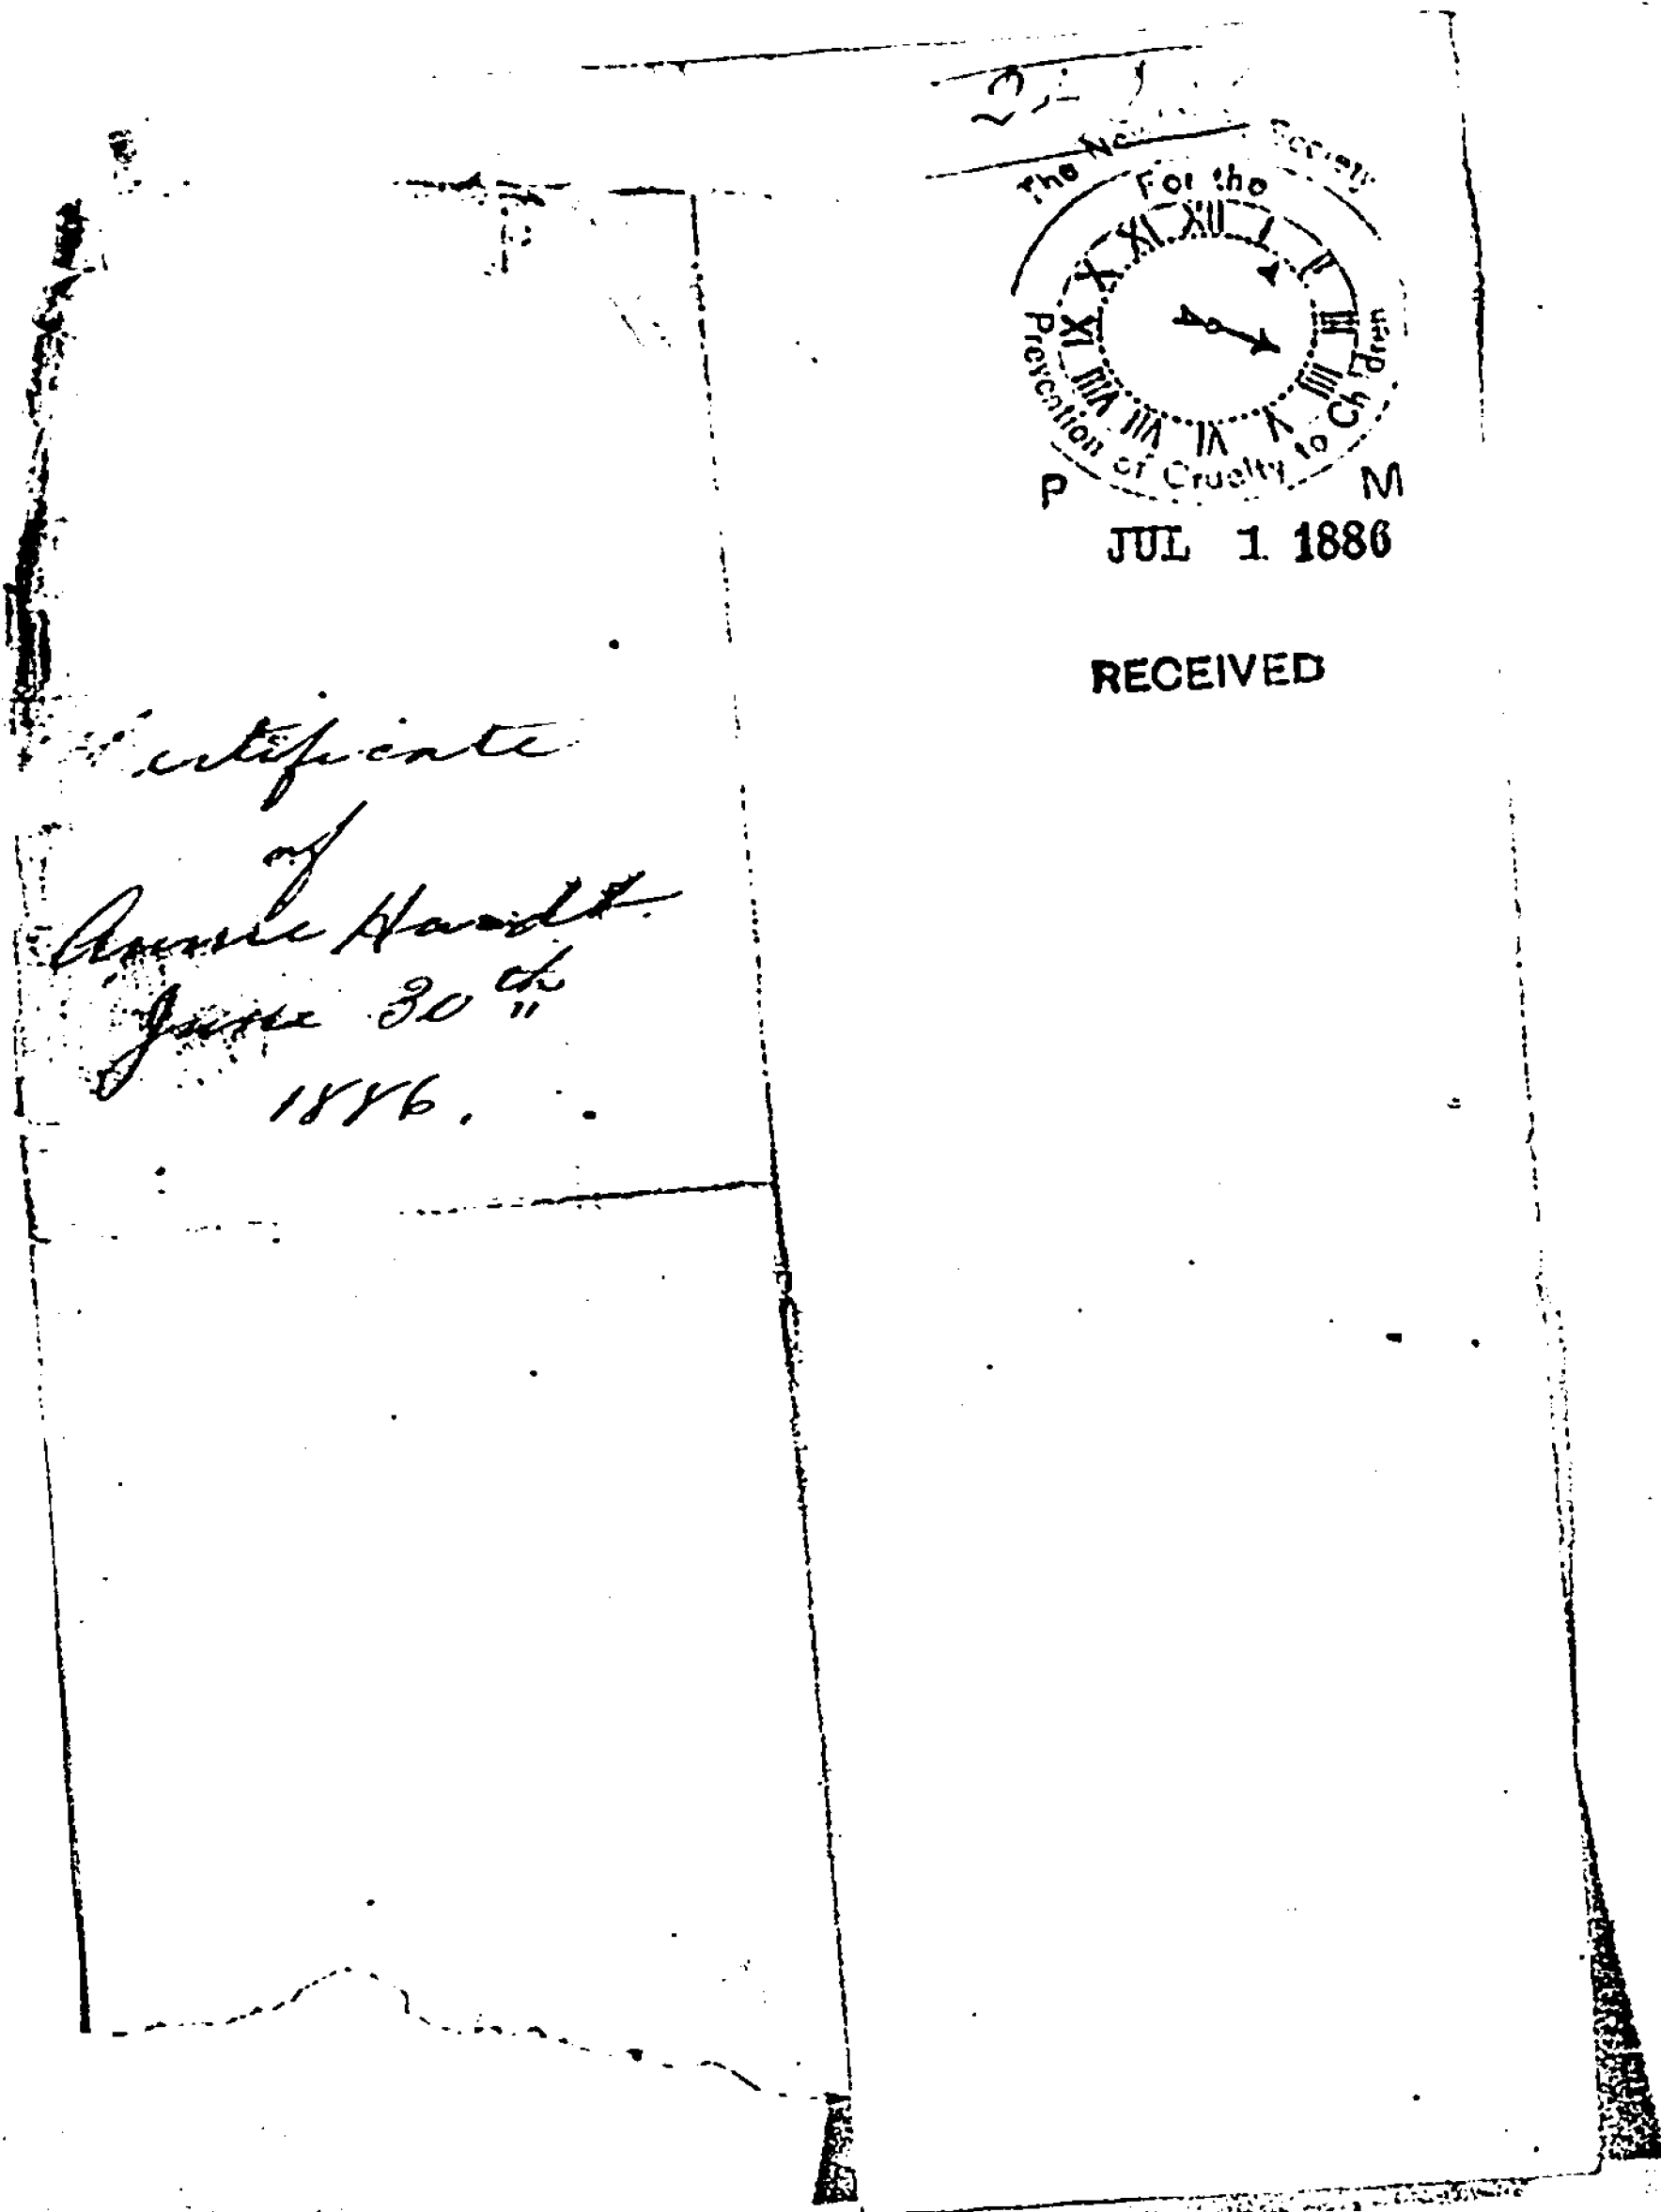 Certificate
of
Annie Hardt
June 30th
1886.
The New Society
For the
Prevention of Cruelty to Children
XII I II III IIII V VI VII VIII IX X XI
P M
JUL 1 1886
RECEIVED